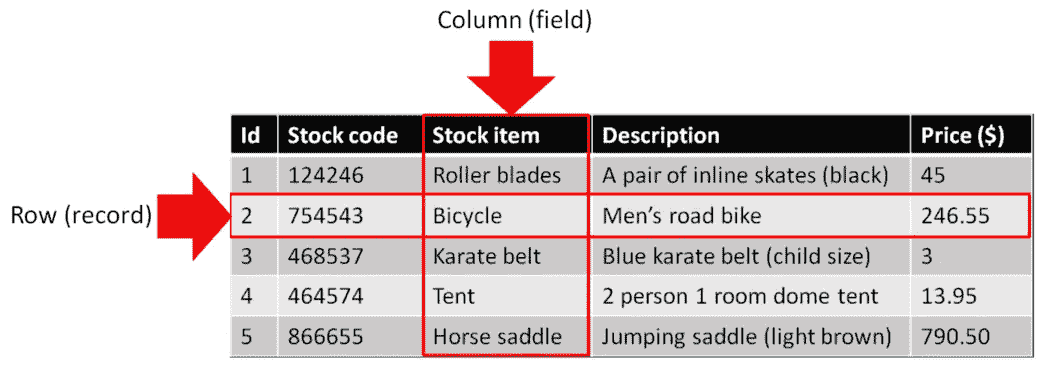 Column (field)
Id Stock code Stock item Description Price ($)
1 124246 Roller blades A pair of inline skates (black) 45
Row (record) 2 754543 Bicycle Men's road bike 246.55
3 468537 Karate belt Blue karate belt (child size) 3
4 464574 Tent 2 person 1 room dome tent 13.95
5 866655 Horse saddle Jumping saddle (light brown) 790.50